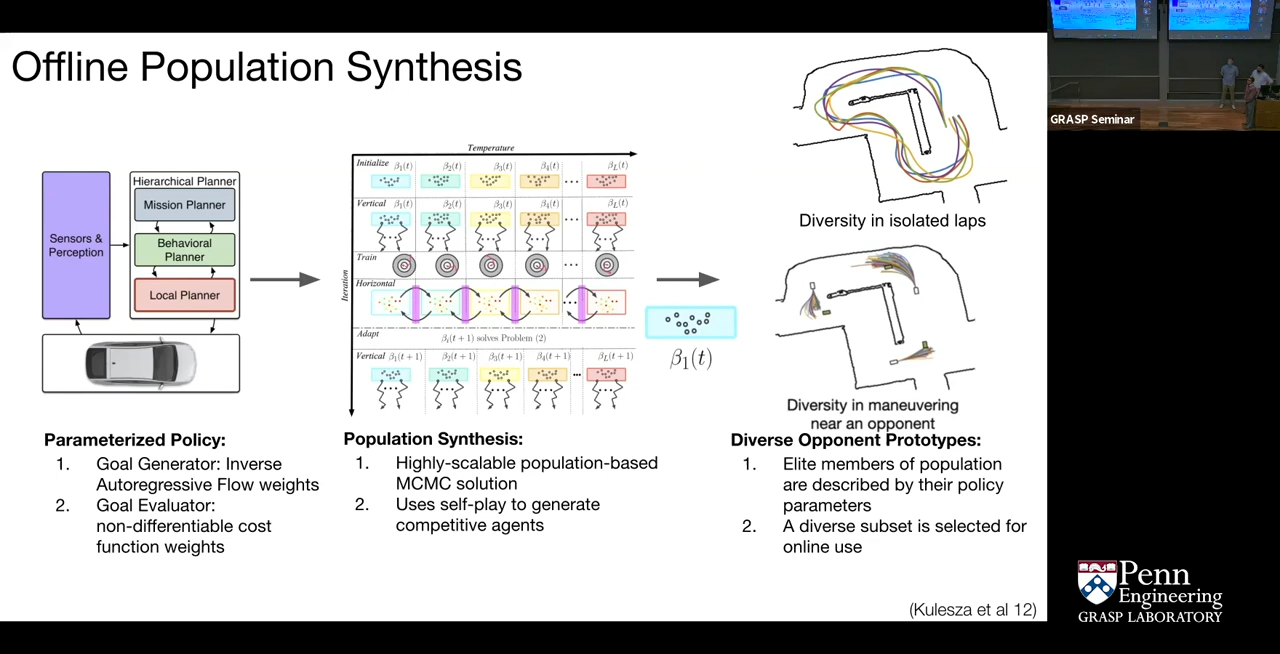 Offline Population Synthesis
GRASP Seminar
Sensors &
Perception
Hierarchical Planner
Mission Planner
Behavioral
Planner
Local Planner
Temperature
Iteration
Initialize β₁(t) β₂(t) β₃(t) β₄(t) β_L(t)
Vertical β₁(t) β₂(t) β₃(t) β₄(t) β_L(t)
Train
Horizontal
Adapt
βᵢ(t + 1) solves Problem (2)
Vertical β₁(t + 1) β₂(t + 1) β₃(t + 1) β₄(t + 1) β_L(t + 1)
β₁(t)
Diversity in isolated laps
Diversity in maneuvering
near an opponent
Parameterized Policy:
1. Goal Generator: Inverse
Autoregressive Flow weights
2. Goal Evaluator:
non-differentiable cost
function weights
Population Synthesis:
1. Highly-scalable population-based
MCMC solution
2. Uses self-play to generate
competitive agents
Diverse Opponent Prototypes:
1. Elite members of population
are described by their policy
parameters
2. A diverse subset is selected for
online use
(Kulesza et al 12)
Penn
Engineering
GRASP LABORATORY